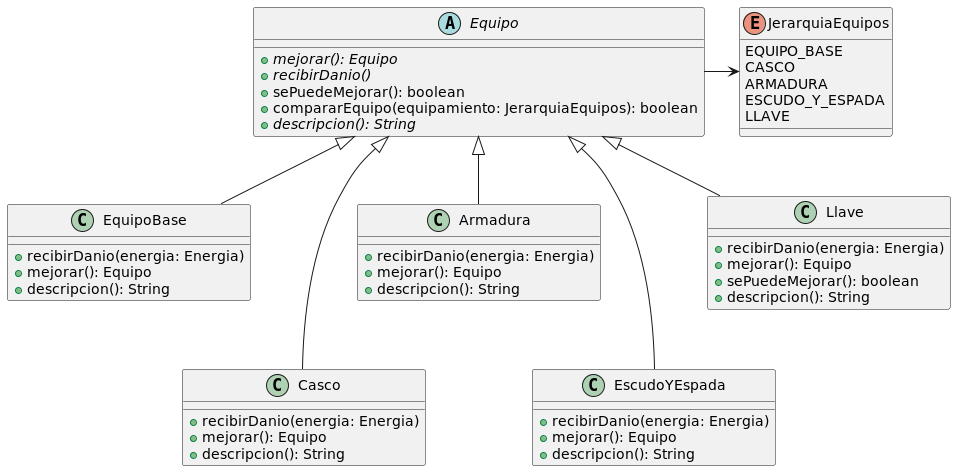 A Equipo
mejorar(): Equipo
recibirDanio()
sePuedeMejorar(): boolean
compararEquipo(equipamiento: JerarquiaEquipos): boolean
descripcion(): String
E JerarquiaEquipos
EQUIPO_BASE
CASCO
ARMADURA
ESCUDO_Y_ESPADA
LLAVE
C EquipoBase
recibirDanio(energia: Energia)
mejorar(): Equipo
descripcion(): String
C Armadura
recibirDanio(energia: Energia)
mejorar(): Equipo
descripcion(): String
C Llave
recibirDanio(energia: Energia)
mejorar(): Equipo
sePuedeMejorar(): boolean
descripcion(): String
C Casco
recibirDanio(energia: Energia)
mejorar(): Equipo
descripcion(): String
C EscudoYEspada
recibirDanio(energia: Energia)
mejorar(): Equipo
descripcion(): String